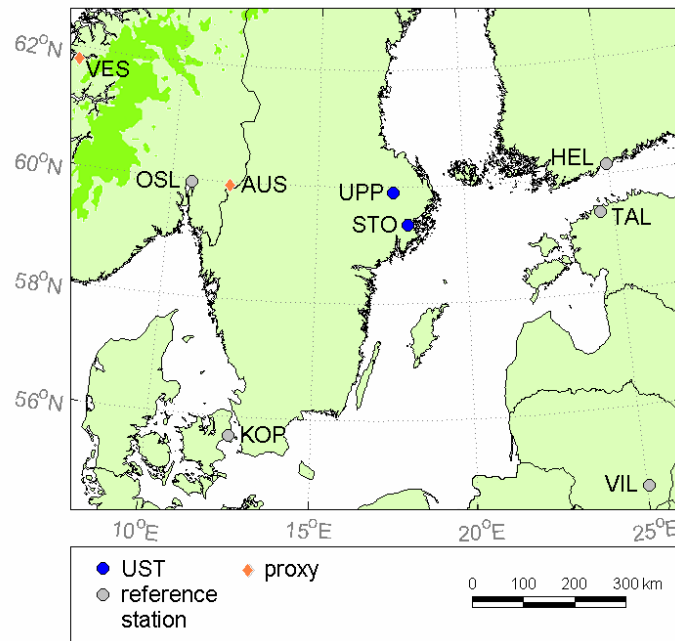 62°N
VES
60°N
OSL
AUS
UPP
STO
HEL
TAL
58°N
56°N
KOP
VIL
10°E
15°E
20°E
25°E
UST
proxy
reference
station
0 100 200 300 km